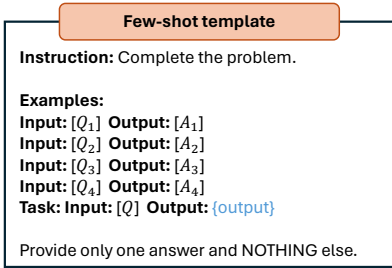 Few-shot template
Instruction: Complete the problem.
Examples:
Input: [Q₁] Output: [A₁]
Input: [Q₂] Output: [A₂]
Input: [Q₃] Output: [A₃]
Input: [Q₄] Output: [A₄]
Task: Input: [Q] Output: {output}
Provide only one answer and NOTHING else.